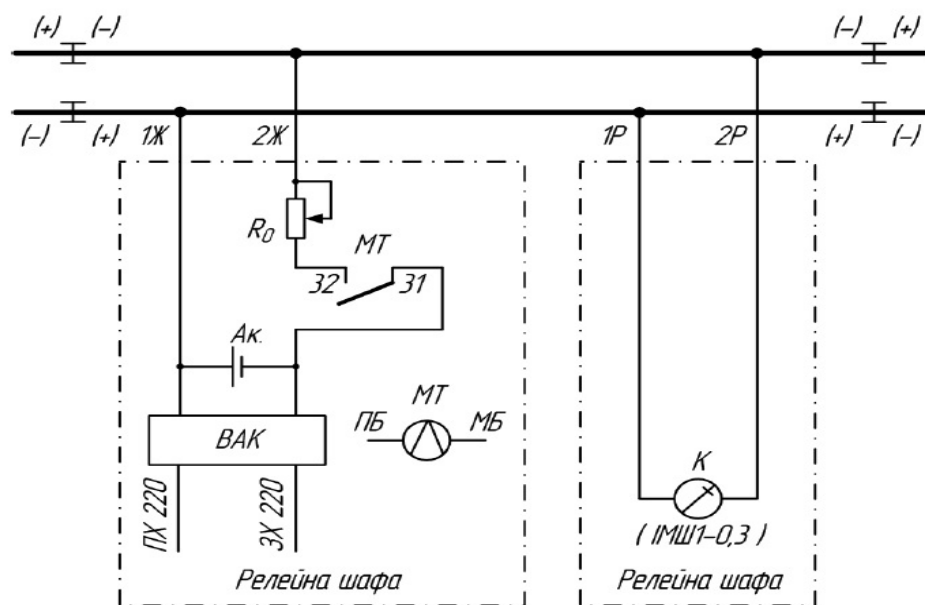 (+) (–) (–) (+)
(–) (+) 1Ж 2Ж 1Р 2Р (+) (–)
R0 МТ
32 31
Ак.
МТ
ВАК ПБ МБ К
ПХ 220 ЗХ 220 ( ІМШ1–0,3 )
Релейна шафа Релейна шафа